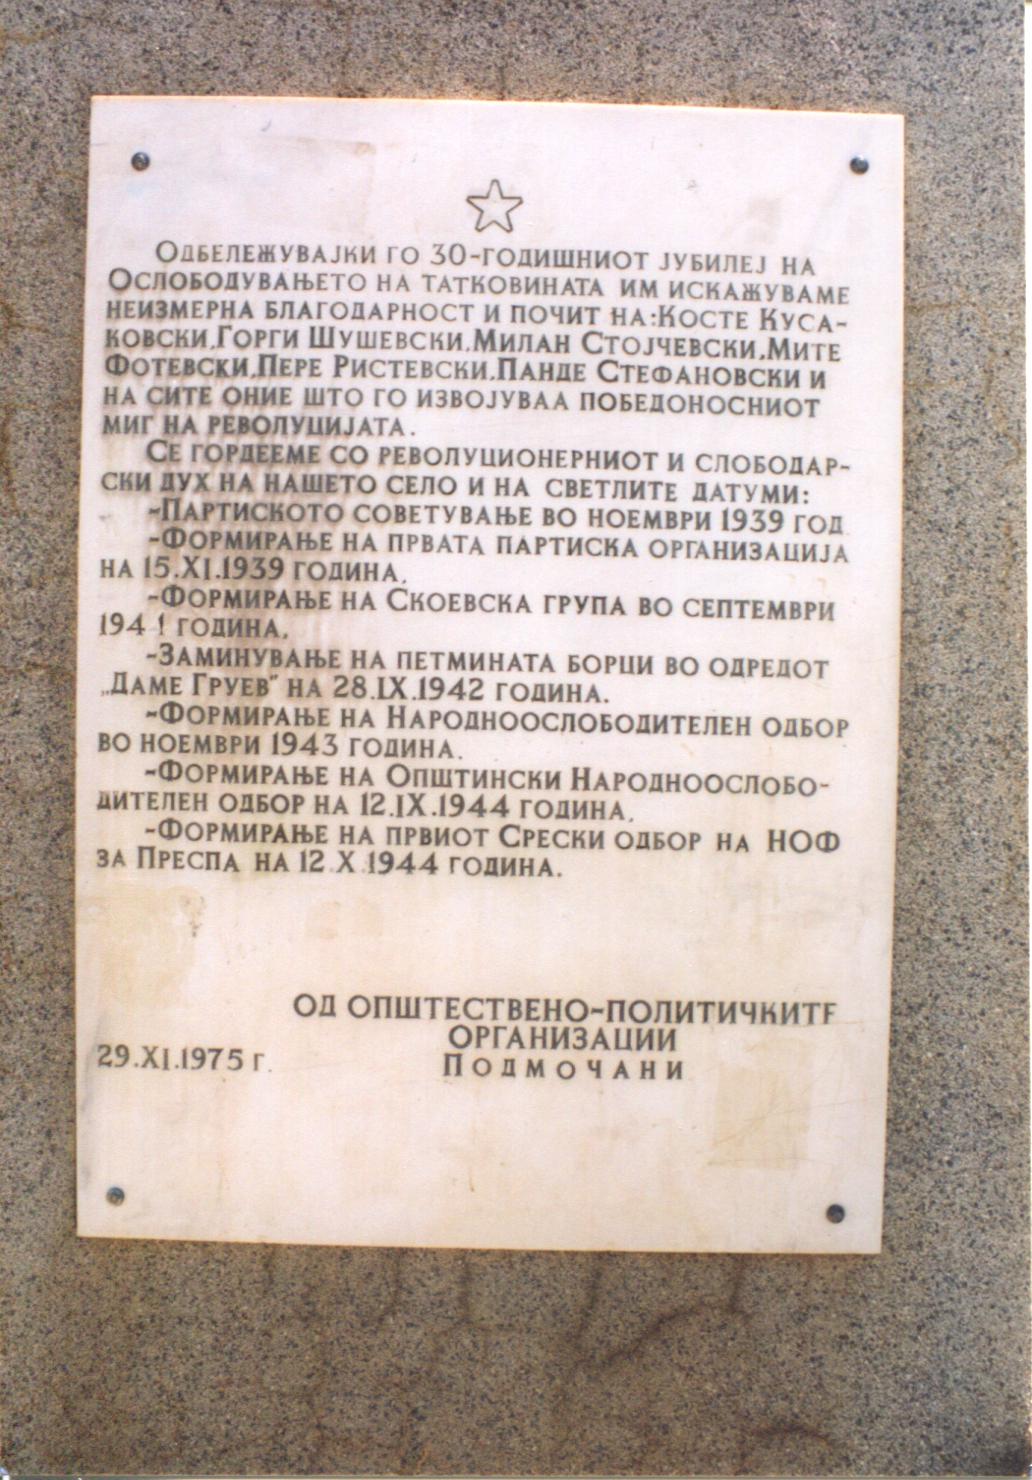 Одбележувајки го 30-годишниот јубилеј на
Ослободувањето на татковината им искажуваме
неизмерна благодарност и почит на:Косте Куса-
ковски,Горги Шушевски,Милан Стојчевски,Мите
Фотевски,Пере Ристевски,Панде Стефановски и
на сите оние што го извојуваа победоносниот
миг на револуцијата.
Се гордееме со револуционерниот и слободар-
ски дух на нашето село и на светлите датуми:
-Партиското советување во ноември 1939 год
-Формирање на првата партиска организација
на 15.XI.1939 година.
-Формирање на Скоевска група во септември
1941 година.
-Заминување на петмината борци во одредот
„Даме Груев" на 28.IX.1942 година.
-Формирање на Народноослободителен одбор
во ноември 1943 година.
-Формирање на Општински Народноослобо-
дителен одбор на 12.IX.1944 година.
-Формирање на првиот Срески одбор на НОФ
за Преспа на 12.X.1944 година.
ОД ОПШТЕСТВЕНО-ПОЛИТИЧКИТЕ
ОРГАНИЗАЦИИ
29.XI.1975 г.
Подмочани